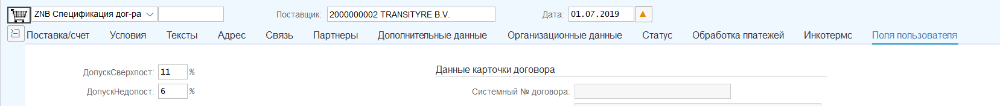 ZNB Спецификация дог-ра Поставщик: 2000000002 TRANSITYRE B.V. Дата: 01.07.2019
Поставка/счет Условия Тексты Адрес Связь Партнеры Дополнительные данные Организационные данные Статус Обработка платежей Инкотермс Поля пользователя
ДопускСверхпост: 11 % Данные карточки договора
ДопускНедопост: 6 % Системный № договора: